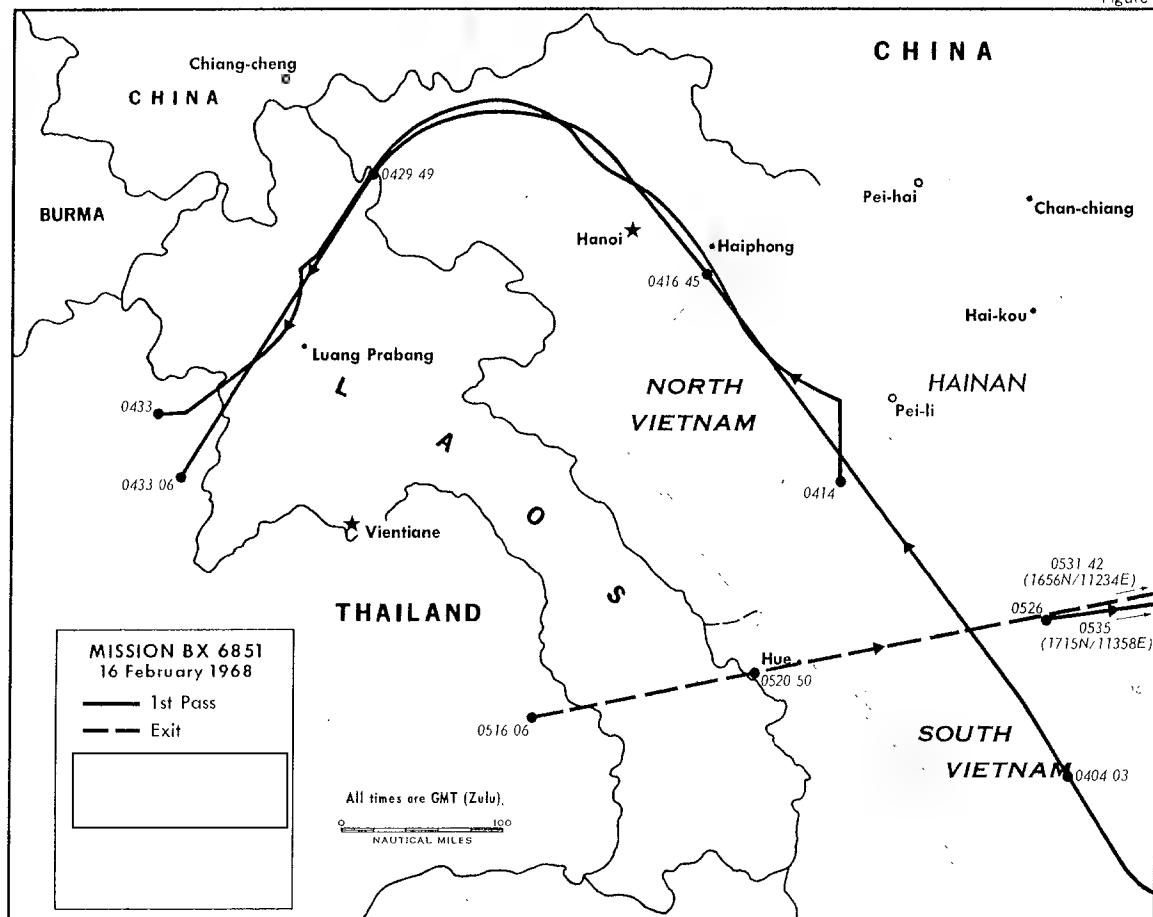 Figure
CHINA
Chiang-cheng
CHINA
0429 49
Pei-hai
Chan-chiang
BURMA
Hanoi
Haiphong
0416 45
Hai-kou
Luang Prabang
HAINAN
NORTH
VIETNAM
Pei-li
0433
L
A
O
S
0433 06
0414
Vientiane
0531 42
(1656N/11234E)
THAILAND
0526
0535
(1715N/11358E)
MISSION BX 6851
16 February 1968
1st Pass
Exit
Hue
0520 50
0516 06
SOUTH
VIETNAM
0404 03
All times are GMT (Zulu).
0 100
NAUTICAL MILES